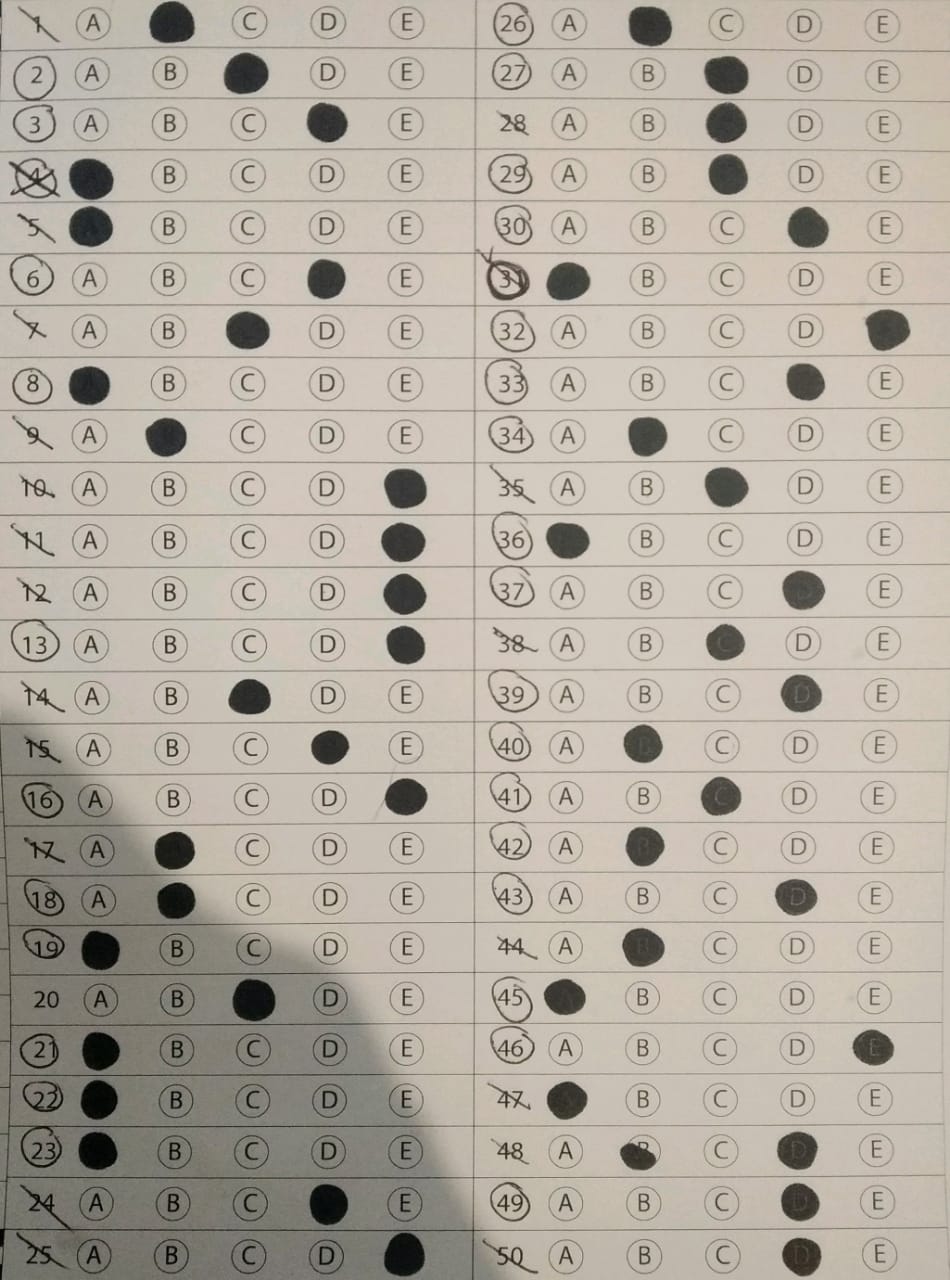 1 A C D E
2 A B D E
3 A B C E
4 B C D E
5 B C D E
6 A B C E
7 A B D E
8 B C D E
9 A C D E
10 A B C D
11 A B C D
12 A B C D
13 A B C D
14 A B D E
15 A B C E
16 A B C D
17 A C D E
18 A C D E
19 B C D E
20 A B D E
21 B C D E
22 B C D E
23 B C D E
24 A B C E
25 A B C D
26 A C D E
27 A B D E
28 A B D E
29 A B D E
30 A B C E
31 B C D E
32 A B C D
33 A B C E
34 A C D E
35 A B D E
36 B C D E
37 A B C D E
38 A B C D E
39 A B C D E
40 A B C D E
41 A B C D E
42 A B C D E
43 A B C D E
44 A B C D E
45 A B C D E
46 A B C D E
47 A B C D E
48 A B C D E
49 A B C D E
50 A B C D E